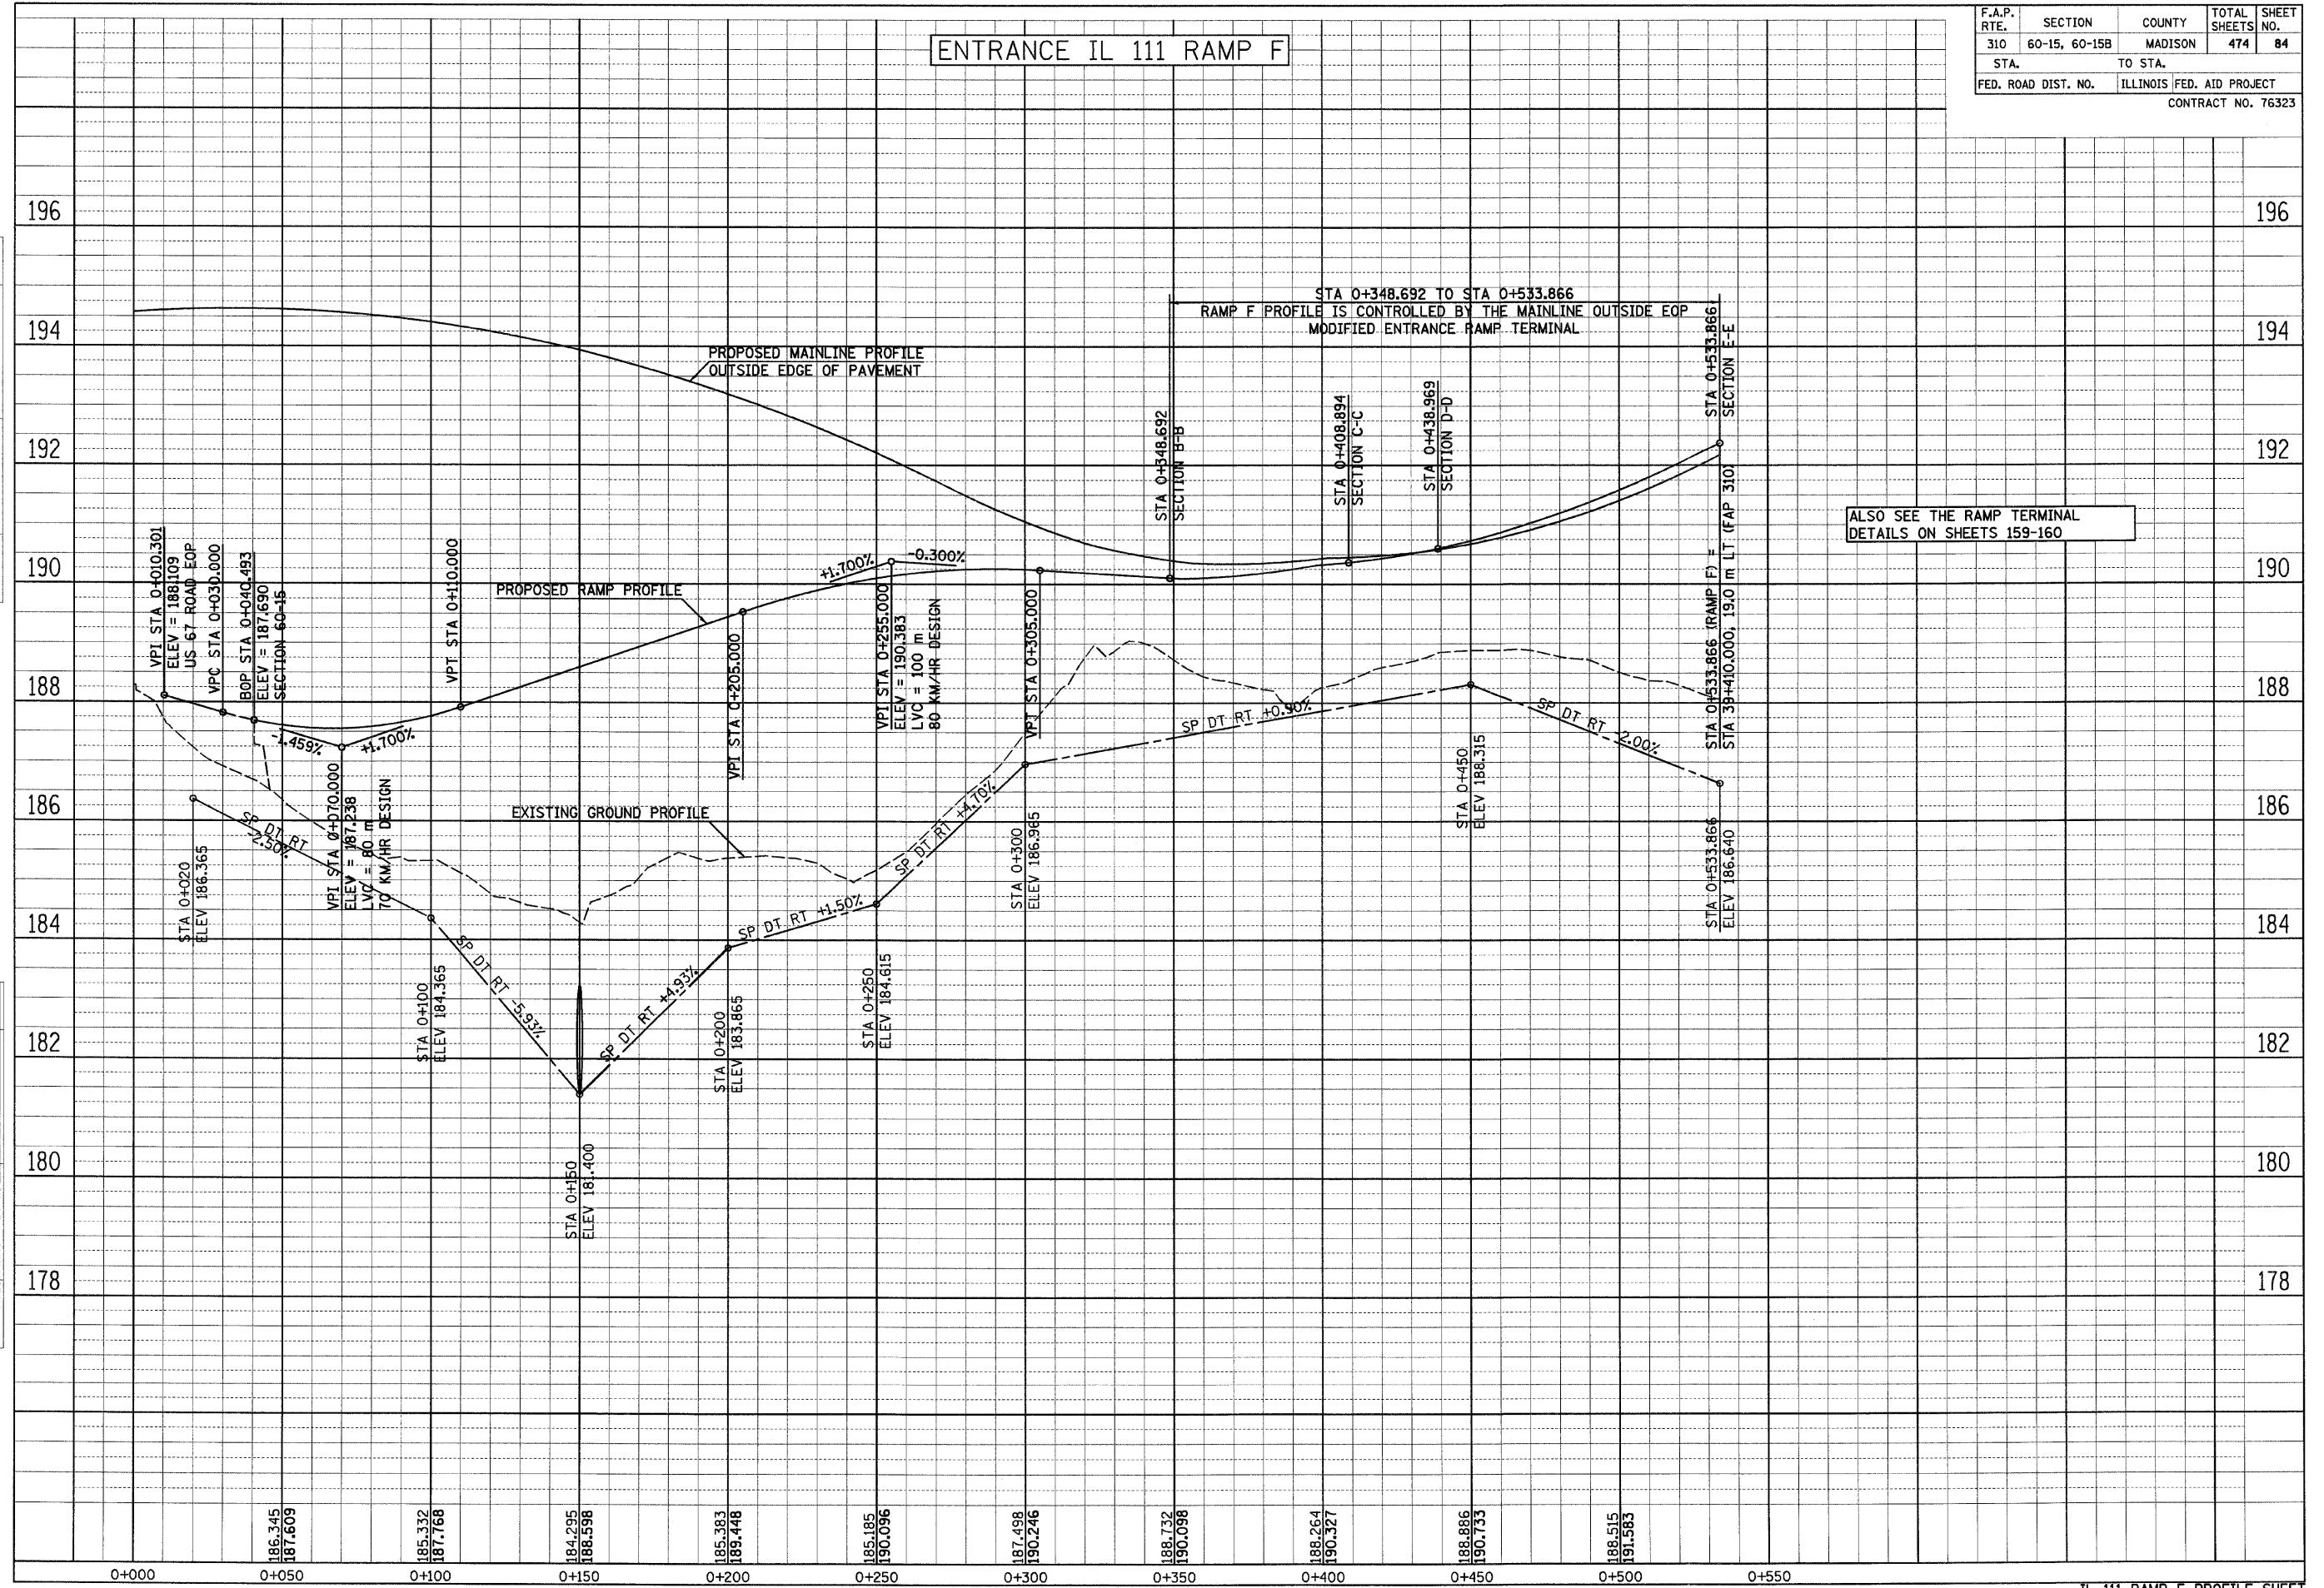 ENTRANCE IL 111 RAMP F
F.A.P. RTE. SECTION COUNTY TOTAL SHEETS SHEET NO.
310 60-15, 60-15B MADISON 474 84
STA. TO STA.
FED. ROAD DIST. NO. ILLINOIS FED. AID PROJECT
CONTRACT NO. 76323
196 196
194 194
192 192
190 190
188 188
186 186
184 184
182 182
180 180
178 178
STA 0+348.692 TO STA 0+533.866
RAMP F PROFILE IS CONTROLLED BY THE MAINLINE OUTSIDE EOP
MODIFIED ENTRANCE RAMP TERMINAL
PROPOSED MAINLINE PROFILE
OUTSIDE EDGE OF PAVEMENT
STA 0+348.692
SECTION B-B
STA 0+408.894
SECTION C-C
STA 0+438.969
SECTION D-D
STA 0+533.866
SECTION E-E
STA 0+533.866 (RAMP F) =
STA 39+410.000, 19.0 m LT (FAP 310)
ALSO SEE THE RAMP TERMINAL
DETAILS ON SHEETS 159-160
VPI STA 0+010.301
ELEV = 188.109
US 67 ROAD EOP
VPC STA 0+030.000
BOP STA 0+040.493
ELEV = 187.690
SECTION 60-15
VPT STA 0+110.000
PROPOSED RAMP PROFILE
+1.700%
-0.300%
-1.459%
+1.700%
VPI STA 0+070.000
ELEV = 187.238
LVC = 80 m
70 KM/HR DESIGN
VPI STA 0+205.000
VPI STA 0+255.000
ELEV = 190.383
LVC = 100 m
80 KM/HR DESIGN
VPT STA 0+305.000
EXISTING GROUND PROFILE
SP DT RT
-2.50%
SP DT RT -5.93%
SP DT RT +4.93%
SP DT RT +1.50%
SP DT RT +4.70%
SP DT RT +0.90%
SP DT RT -2.00%
STA 0+020
ELEV 186.365
STA 0+100
ELEV 184.365
STA 0+150
ELEV 181.400
STA 0+200
ELEV 183.865
STA 0+250
ELEV 184.615
STA 0+300
ELEV 186.965
STA 0+450
ELEV 188.315
STA 0+533.866
ELEV 186.640
186.345
187.609
185.332
187.768
184.295
188.598
185.383
189.448
185.185
190.096
187.498
190.246
188.732
190.098
188.264
190.327
188.886
190.733
188.515
191.583
0+000 0+050 0+100 0+150 0+200 0+250 0+300 0+350 0+400 0+450 0+500 0+550
IL 111 RAMP F PROFILE SHEET